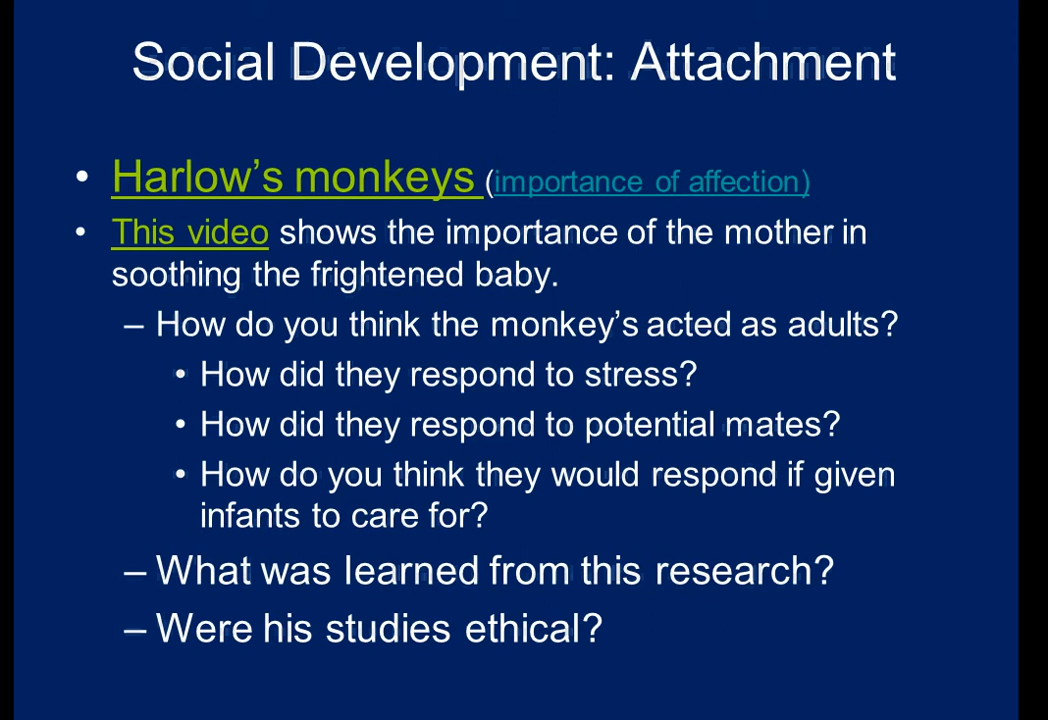 Social Development: Attachment
• Harlow’s monkeys (importance of affection)
• This video shows the importance of the mother in
soothing the frightened baby.
– How do you think the monkey’s acted as adults?
• How did they respond to stress?
• How did they respond to potential mates?
• How do you think they would respond if given
infants to care for?
– What was learned from this research?
– Were his studies ethical?